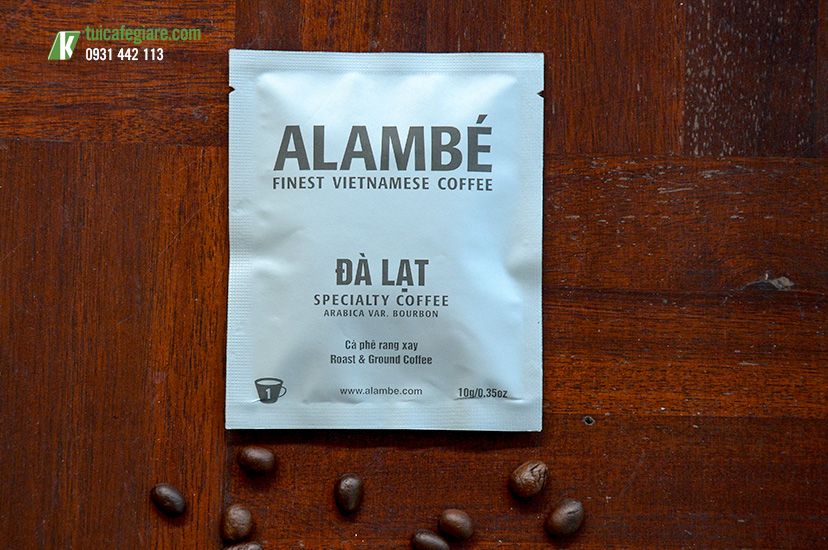 tuicafegiare.com
0931 442 113
ALAMBÉ
FINEST VIETNAMESE COFFEE
ĐÀ LẠT
SPECIALTY COFFEE
ARABICA VAR. BOURBON
Cà phê rang xay
Roast & Ground Coffee
1
www.alambe.com
10g/0.35oz